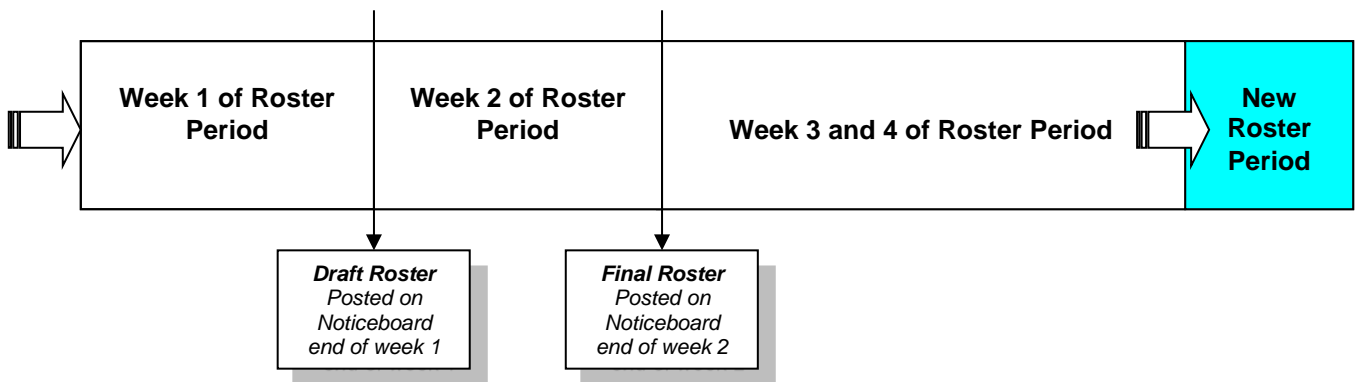 Week 1 of Roster
Period
Week 2 of Roster
Period
Week 3 and 4 of Roster Period
New
Roster
Period
Draft Roster
Posted on
Noticeboard
end of week 1
Final Roster
Posted on
Noticeboard
end of week 2